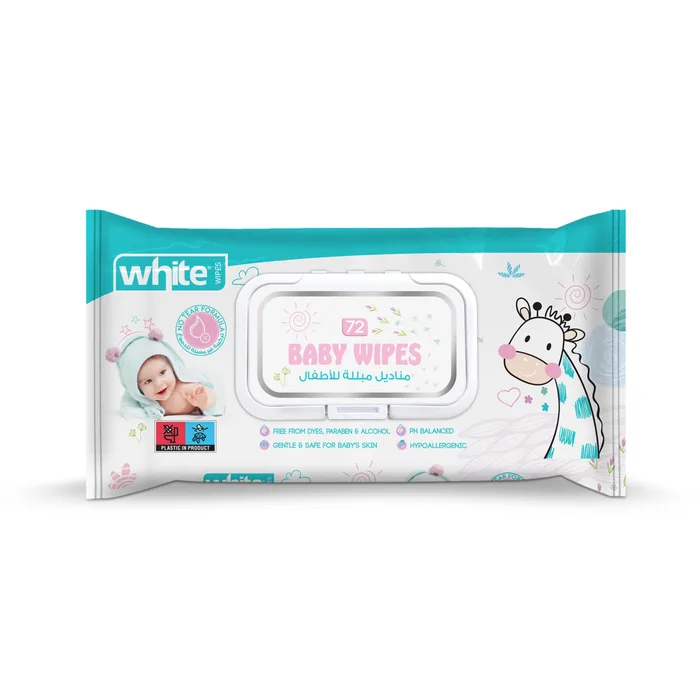 white
WIPES
NO TEAR FORMULA
72
BABY WIPES
مناديل مبللة للأطفال
FREE FROM DYES, PARABEN & ALCOHOL
PH BALANCED
GENTLE & SAFE FOR BABY'S SKIN
HYPOALLERGENIC
PLASTIC IN PRODUCT
white